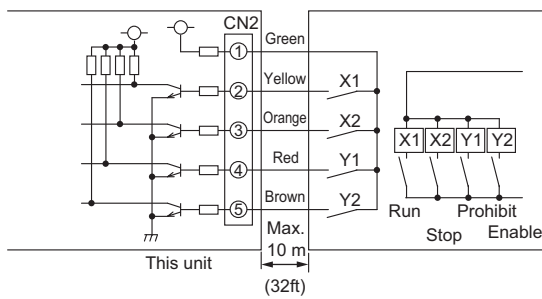 CN2
① Green
② Yellow X1
③ Orange X2
④ Red Y1
⑤ Brown Y2
X1 X2 Y1 Y2
Run Prohibit
Stop Enable
This unit
Max.
10 m
(32ft)